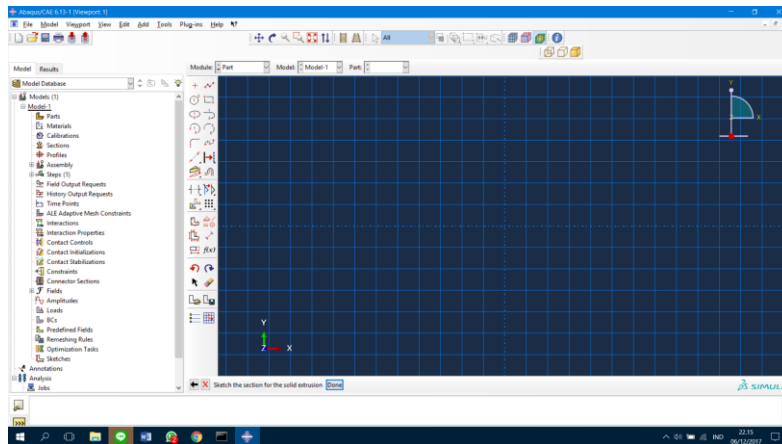 Abaqus/CAE 6.13-1 [Viewport: 1]
File Model Viewport View Edit Add Tools Plug-ins Help
All
Model Results
Module: Part Model: Model-1 Part:
Model Database
Models (1)
Model-1
Parts
Materials
Calibrations
Sections
Profiles
Assembly
Steps (1)
Field Output Requests
History Output Requests
Time Points
ALE Adaptive Mesh Constraints
Interactions
Interaction Properties
Contact Controls
Contact Initializations
Contact Stabilizations
Constraints
Connector Sections
Fields
Amplitudes
Loads
BCs
Predefined Fields
Remeshing Rules
Optimization Tasks
Sketches
Annotations
Analysis
Jobs
f(x)
Y
X
Z
Y
Z X
Sketch the section for the solid extrusion Done
SIMUL
>>>
IND
22.15
06/12/2017